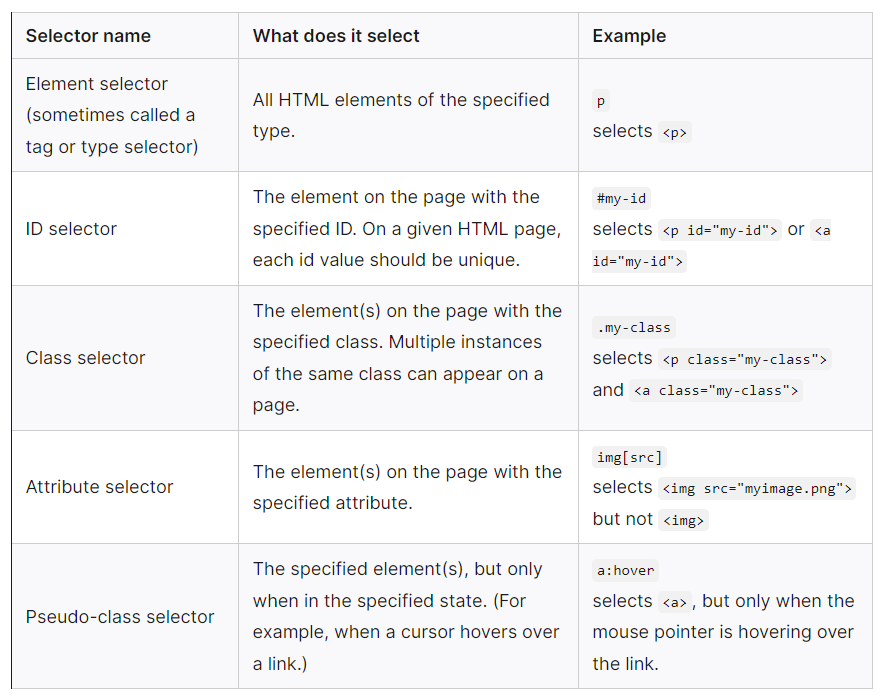 Selector name
What does it select
Example
Element selector
(sometimes called a
tag or type selector)
All HTML elements of the specified
type.
p
selects <p>
ID selector
The element on the page with the
specified ID. On a given HTML page,
each id value should be unique.
#my-id
selects <p id="my-id"> or <a
id="my-id">
Class selector
The element(s) on the page with the
specified class. Multiple instances
of the same class can appear on a
page.
.my-class
selects <p class="my-class">
and <a class="my-class">
Attribute selector
The element(s) on the page with the
specified attribute.
img[src]
selects <img src="myimage.png">
but not <img>
Pseudo-class selector
The specified element(s), but only
when in the specified state. (For
example, when a cursor hovers over
a link.)
a:hover
selects <a>, but only when the
mouse pointer is hovering over
the link.